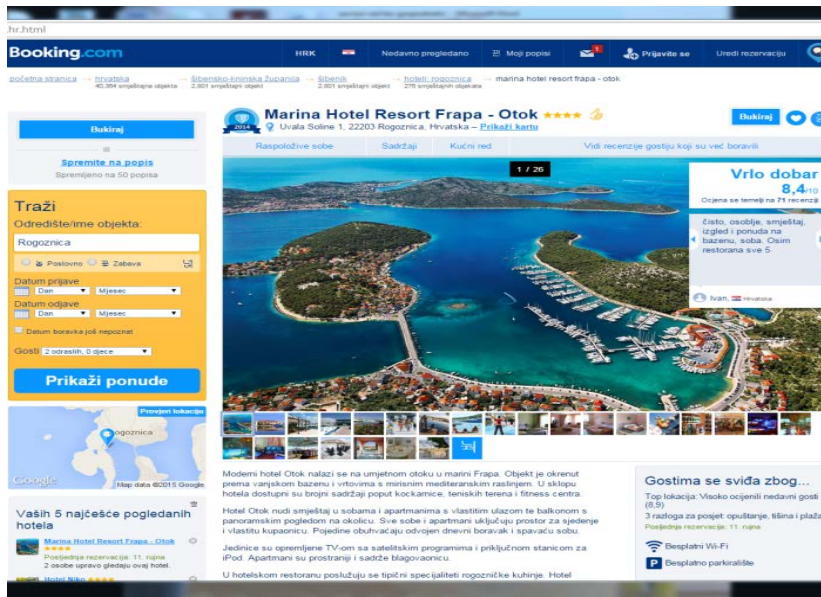 .hr.html
Booking.com
HRK
Nedavno pregledano
Moji popisi
1
Prijavite se
Uredi rezervaciju
početna stranica → hrvatska → šibensko-kninska županija → šibenik → hoteli: rogoznica → marina hotel resort frapa - otok
Bukiraj
Spremite na popis
Spremljeno na 50 popisa
Traži
Odredište/ime objekta:
Rogoznica
Poslovno
Zabava
Datum prijave
Dan
Mjesec
Datum odjave
Dan
Mjesec
Datum boravka još nepoznat
Gosti
2 odraslih, 0 djece
Prikaži ponude
Provjeri lokaciju
Rogoznica
Google
Map data ©2015 Google
Vaših 5 najčešće pogledanih
hotela
Marina Hotel Resort Frapa - Otok
Posljednja rezervacija: 11. rujna
2 osobe upravo gledaju ovaj hotel.
Hotel Niko
2014
Marina Hotel Resort Frapa - Otok
Uvala Soline 1, 22203 Rogoznica, Hrvatska – Prikaži kartu
Bukiraj
Raspoložive sobe
Sadržaji
Kućni red
Vidi recenzije gostiju koji su već boravili
1 / 26
Vrlo dobar
8,4/10
Ocjena se temelji na 71 recenziji
čisto, osoblje, smještaj,
izgled i ponuda na
bazenu, soba. Osim
restorana sve 5
Ivan, Hrvatska
Moderni hotel Otok nalazi se na umjetnom otoku u marini Frapa. Objekt je okrenut
prema vanjskom bazenu i vrtovima s mirisnim mediteranskim raslinjem. U sklopu
hotela dostupni su brojni sadržaji poput kockarnice, teniskih terena i fitness centra.
Hotel Otok nudi smještaj u sobama i apartmanima s vlastitim ulazom te balkonom s
panoramskim pogledom na okolicu. Sve sobe i apartmani uključuju prostor za sjedenje
i vlastitu kupaonicu. Pojedine obuhvaćaju odvojen dnevni boravak i spavaću sobu.
Jedinice su opremljene TV-om sa satelitskim programima i priključnom stanicom za
iPod. Apartmani su prostraniji i sadrže blagovaonicu.
U hotelskom restoranu poslužuju se tipični specijaliteti rogozničke kuhinje. Hotel
Gostima se sviđa zbog...
Top lokacija: Visoko ocijenili nedavni gosti
(8,9)
3 razloga za posjet: opuštanje, tišina i plaža
Posljednja rezervacija: 11. rujna
Besplatni Wi-Fi
P Besplatno parkiralište